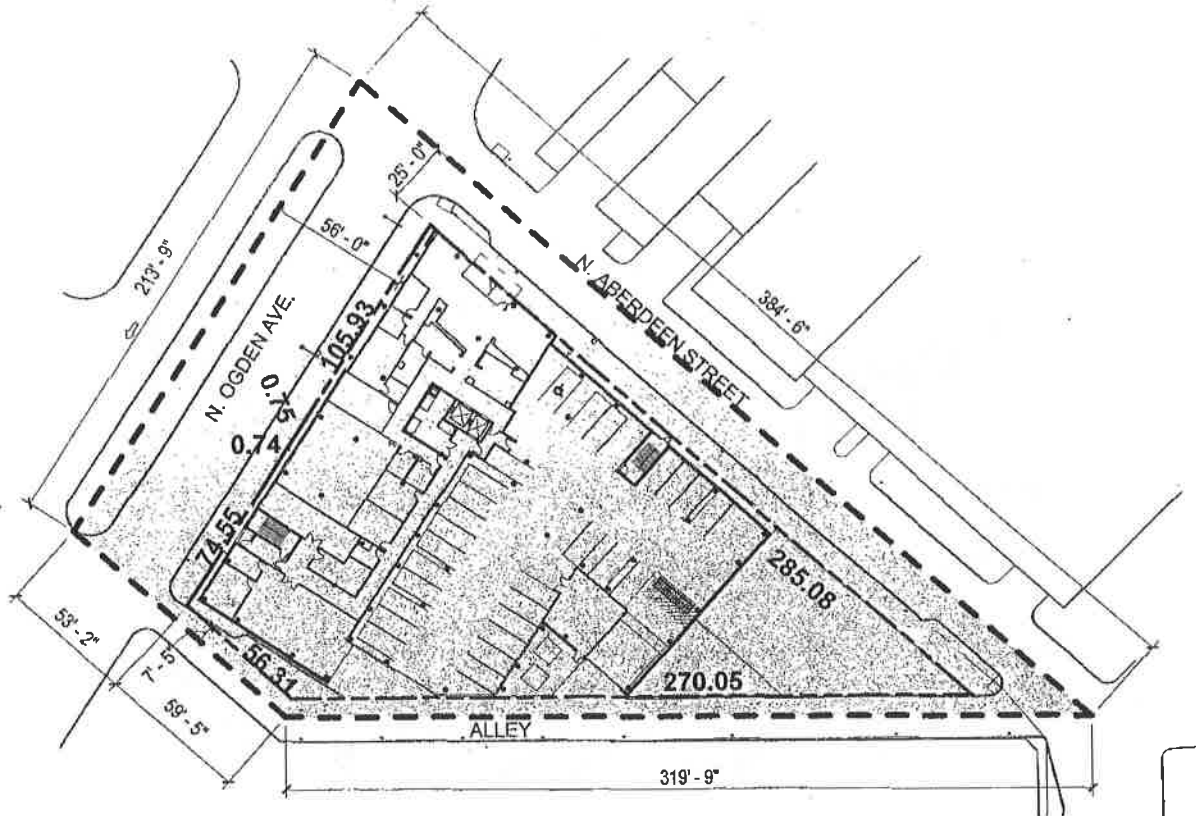 213' - 9"
25' - 0"
56' - 0"
N. OGDEN AVE.
105.93
0.75
0.74
74.55
N. ABERDEEN STREET
384' - 6"
285.08
270.05
53' - 2"
7' - 5"
56.31
59' - 5"
ALLEY
319' - 9"